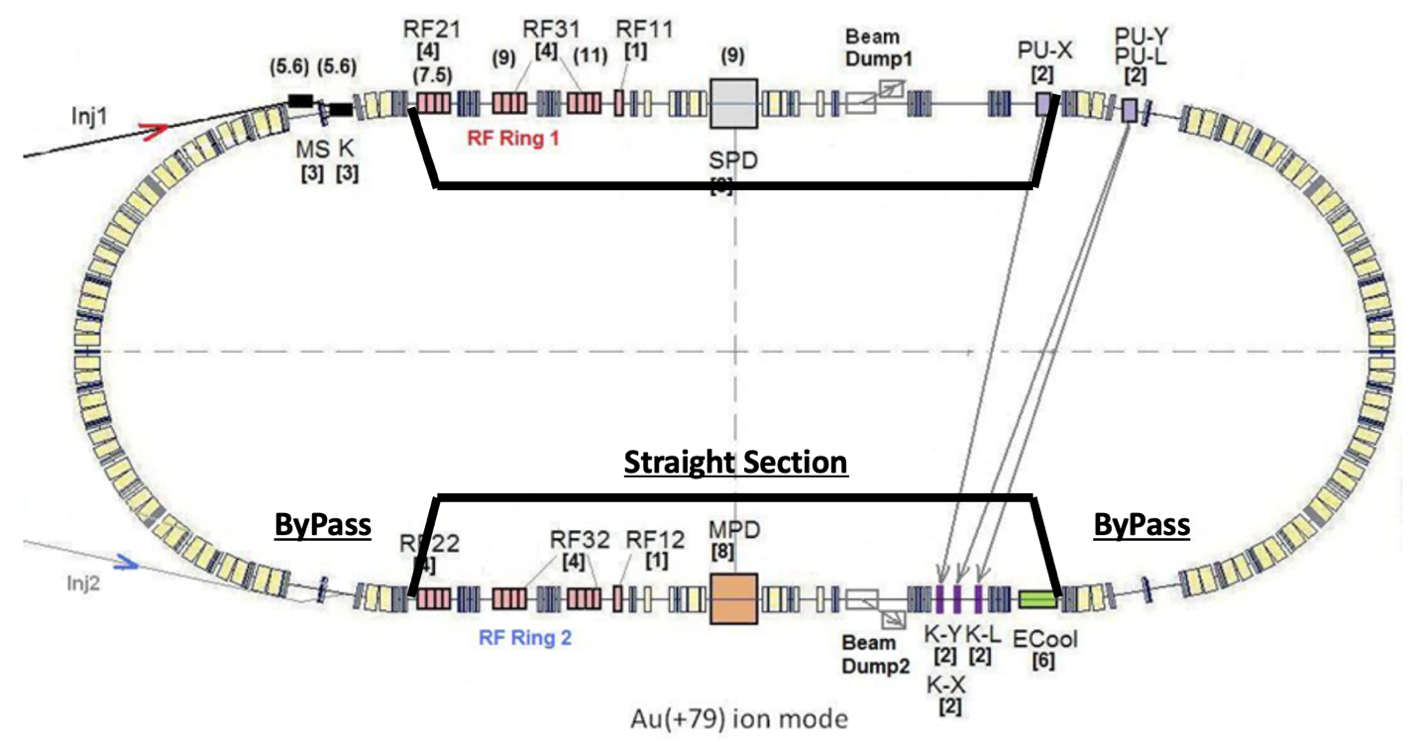 RF21
[4]
(7.5)
RF31
(9) [4] (11)
RF11
[1]
(9)
Beam
Dump1
PU-X
[2]
PU-Y
PU-L
[2]
(5.6) (5.6)
Inj1
MS K
[3] [3]
RF Ring 1
SPD
Straight Section
ByPass
ByPass
RF22
[4]
RF32
[4]
RF12
[1]
MPD
[8]
Inj2
RF Ring 2
Beam
Dump2
K-Y K-L
[2] [2]
K-X
[2]
ECool
[6]
Au(+79) ion mode